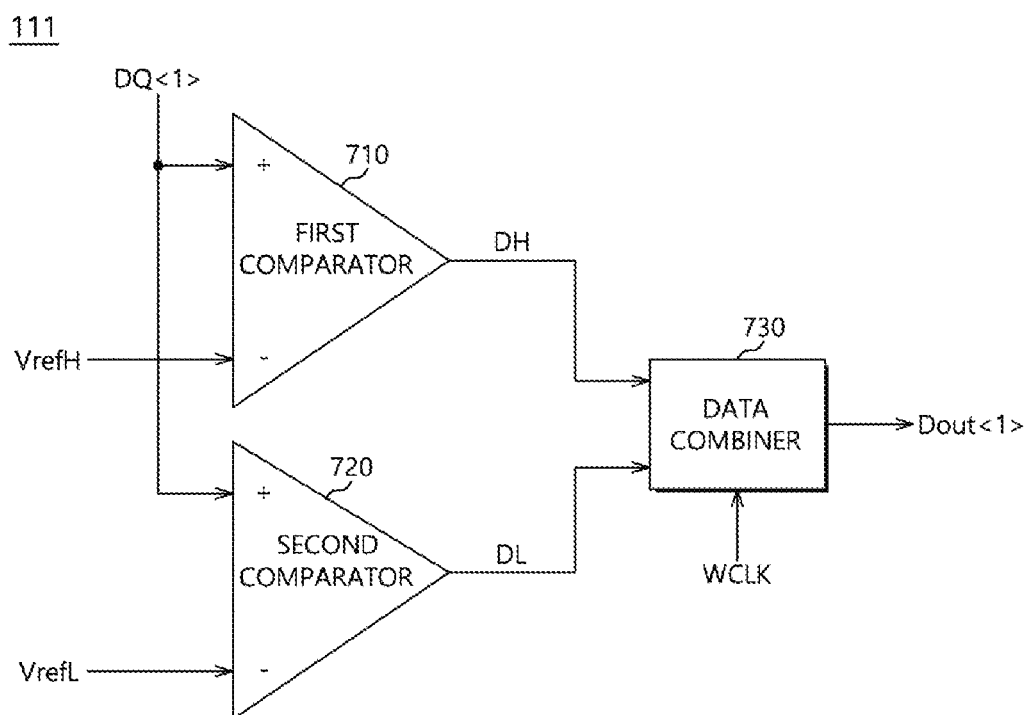 111
DQ<1>
710
+
FIRST
COMPARATOR
-
DH
VrefH
730
DATA
COMBINER
Dout<1>
720
+
SECOND
COMPARATOR
-
DL
WCLK
VrefL